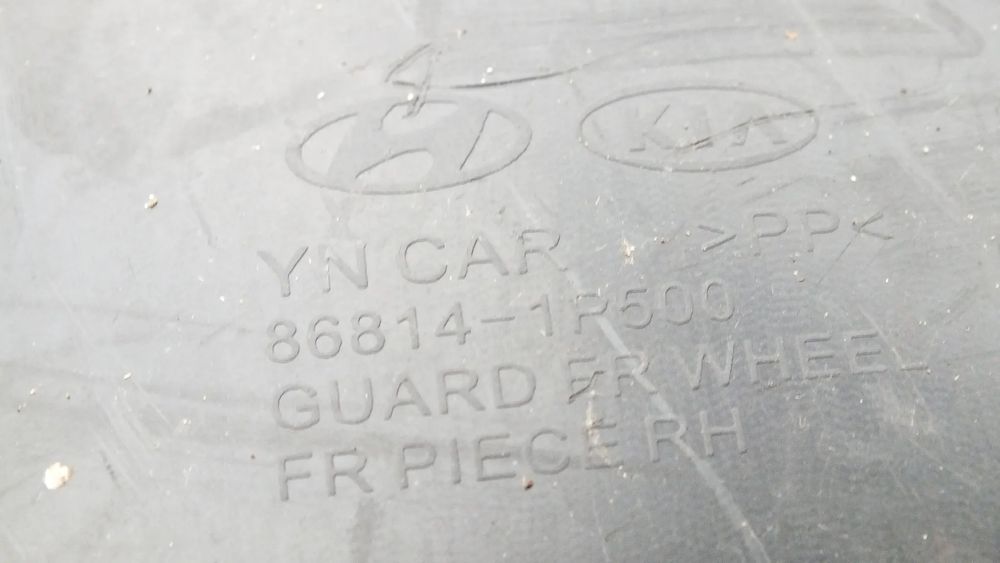 KIA
YN CAR >PP<
86814-1P500
GUARD FR WHEEL
FR PIECE RH